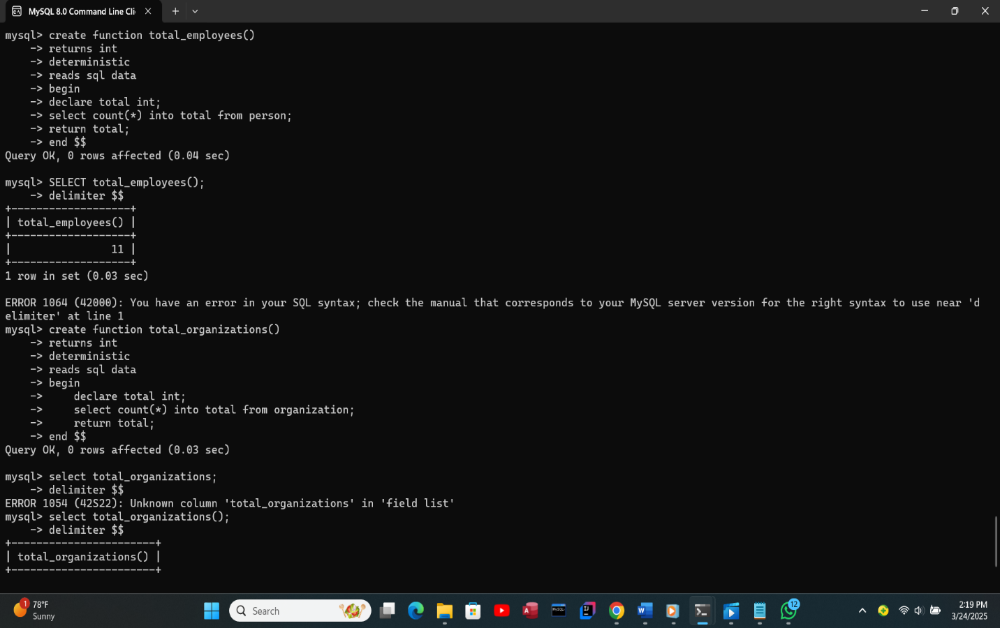 MySQL 8.0 Command Line Cli
mysql> create function total_employees()
    -> returns int
    -> deterministic
    -> reads sql data
    -> begin
    -> declare total int;
    -> select count(*) into total from person;
    -> return total;
    -> end $$
Query OK, 0 rows affected (0.04 sec)
mysql> SELECT total_employees();
    -> delimiter $$
+-------------------+
| total_employees() |
+-------------------+
|                11 |
+-------------------+
1 row in set (0.03 sec)
ERROR 1064 (42000): You have an error in your SQL syntax; check the manual that corresponds to your MySQL server version for the right syntax to use near 'd
elimiter' at line 1
mysql> create function total_organizations()
    -> returns int
    -> deterministic
    -> reads sql data
    -> begin
    ->     declare total int;
    ->     select count(*) into total from organization;
    ->     return total;
    -> end $$
Query OK, 0 rows affected (0.03 sec)
mysql> select total_organizations;
    -> delimiter $$
ERROR 1054 (42S22): Unknown column 'total_organizations' in 'field list'
mysql> select total_organizations();
    -> delimiter $$
+-----------------------+
| total_organizations() |
+-----------------------+
1
78°F
Sunny
Search
12
2:19 PM
3/24/2025